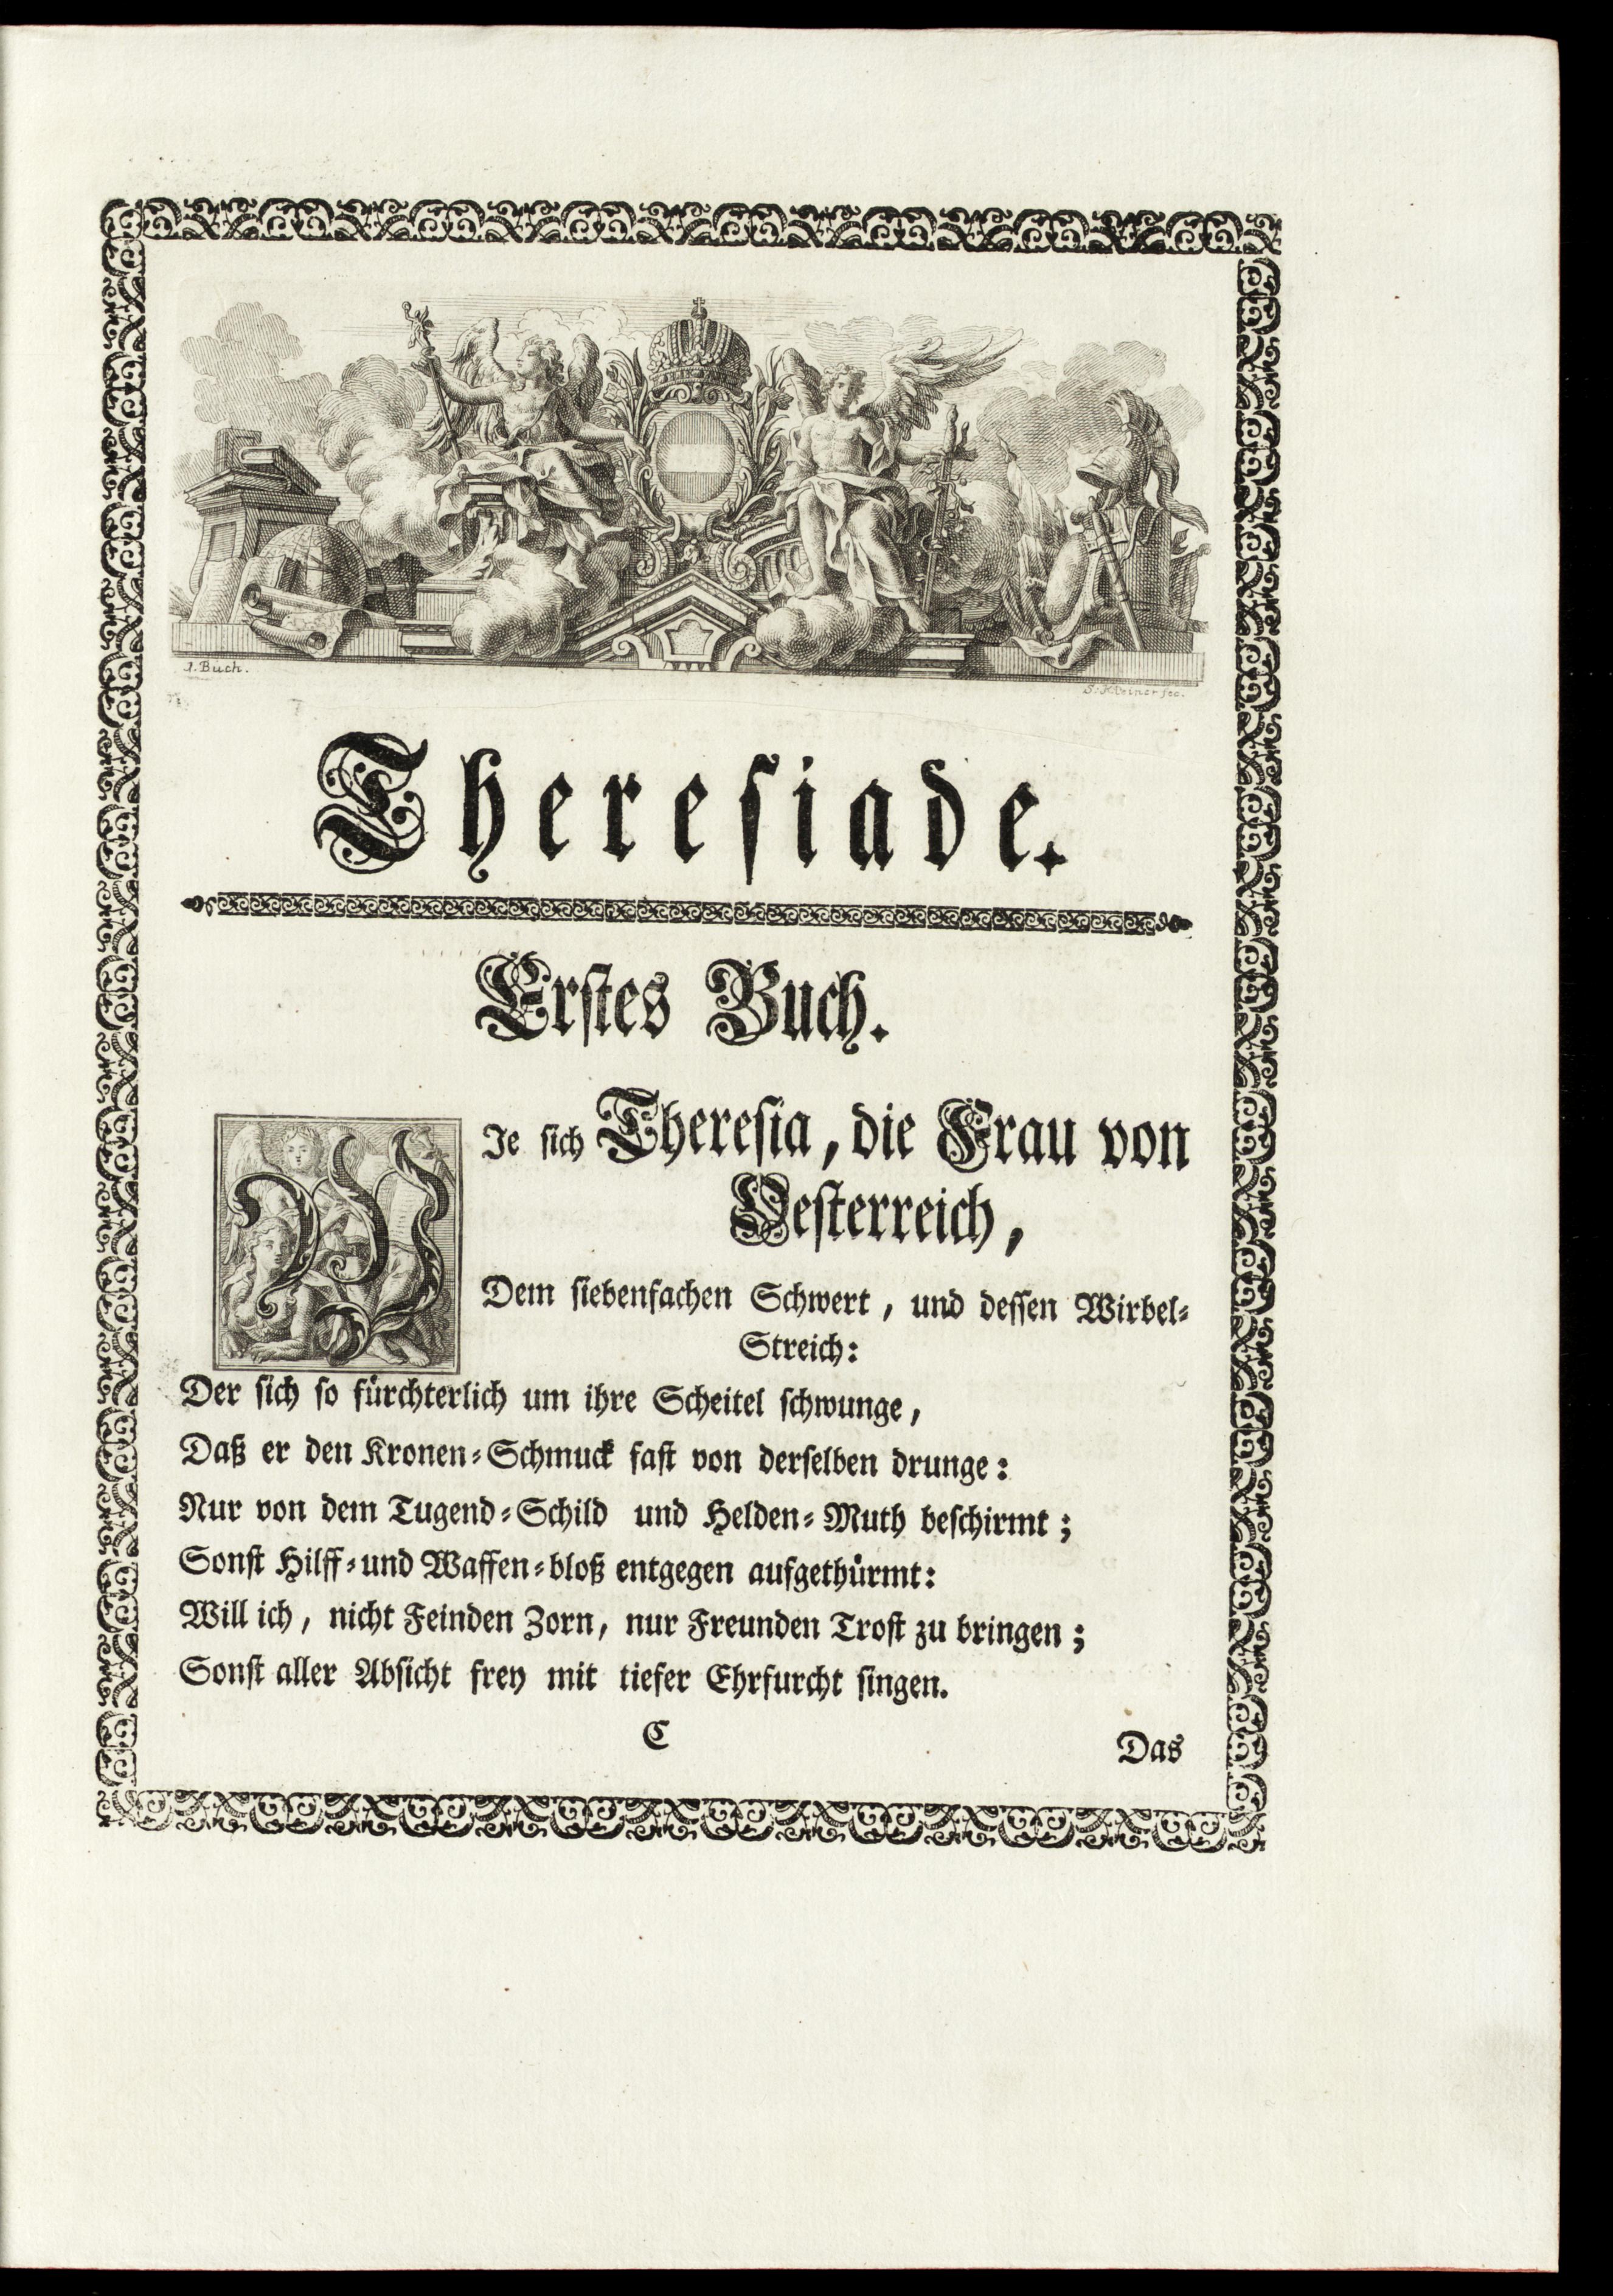 J. Buch.
Theresiade.
Erstes Buch.
WJe sich Theresia, die Frau von
Oesterreich,
Dem siebenfachen Schwert, und dessen Wirbel-
Streich:
Der sich so fürchterlich um ihre Scheitel schwunge,
Daß er den Kronen-Schmuck fast von derselben drunge:
Nur von dem Tugend-Schild und Helden-Muth beschirmt;
Sonst Hilff-und Waffen-bloß entgegen aufgethürmt:
Will ich, nicht Feinden Zorn, nur Freunden Trost zu bringen;
Sonst aller Absicht frey mit tiefer Ehrfurcht singen.
C
Das